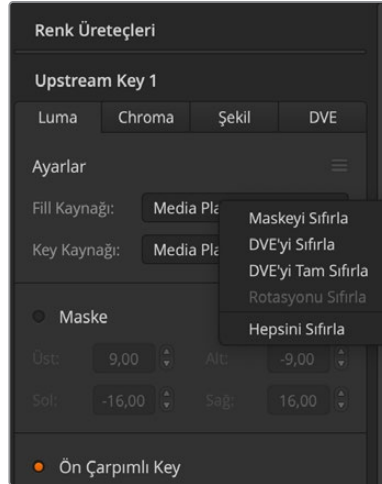 Renk Üreteçleri
Upstream Key 1
Luma Chroma Şekil DVE
Ayarlar
Fill Kaynağı: Media Pla
Key Kaynağı: Media Pla
Maskeyi Sıfırla
DVE'yi Sıfırla
DVE'yi Tam Sıfırla
Rotasyonu Sıfırla
Hepsini Sıfırla
Maske
Üst: 9,00 Alt: -9,00
Sol: -16,00 Sağ: 16,00
Ön Çarpımlı Key